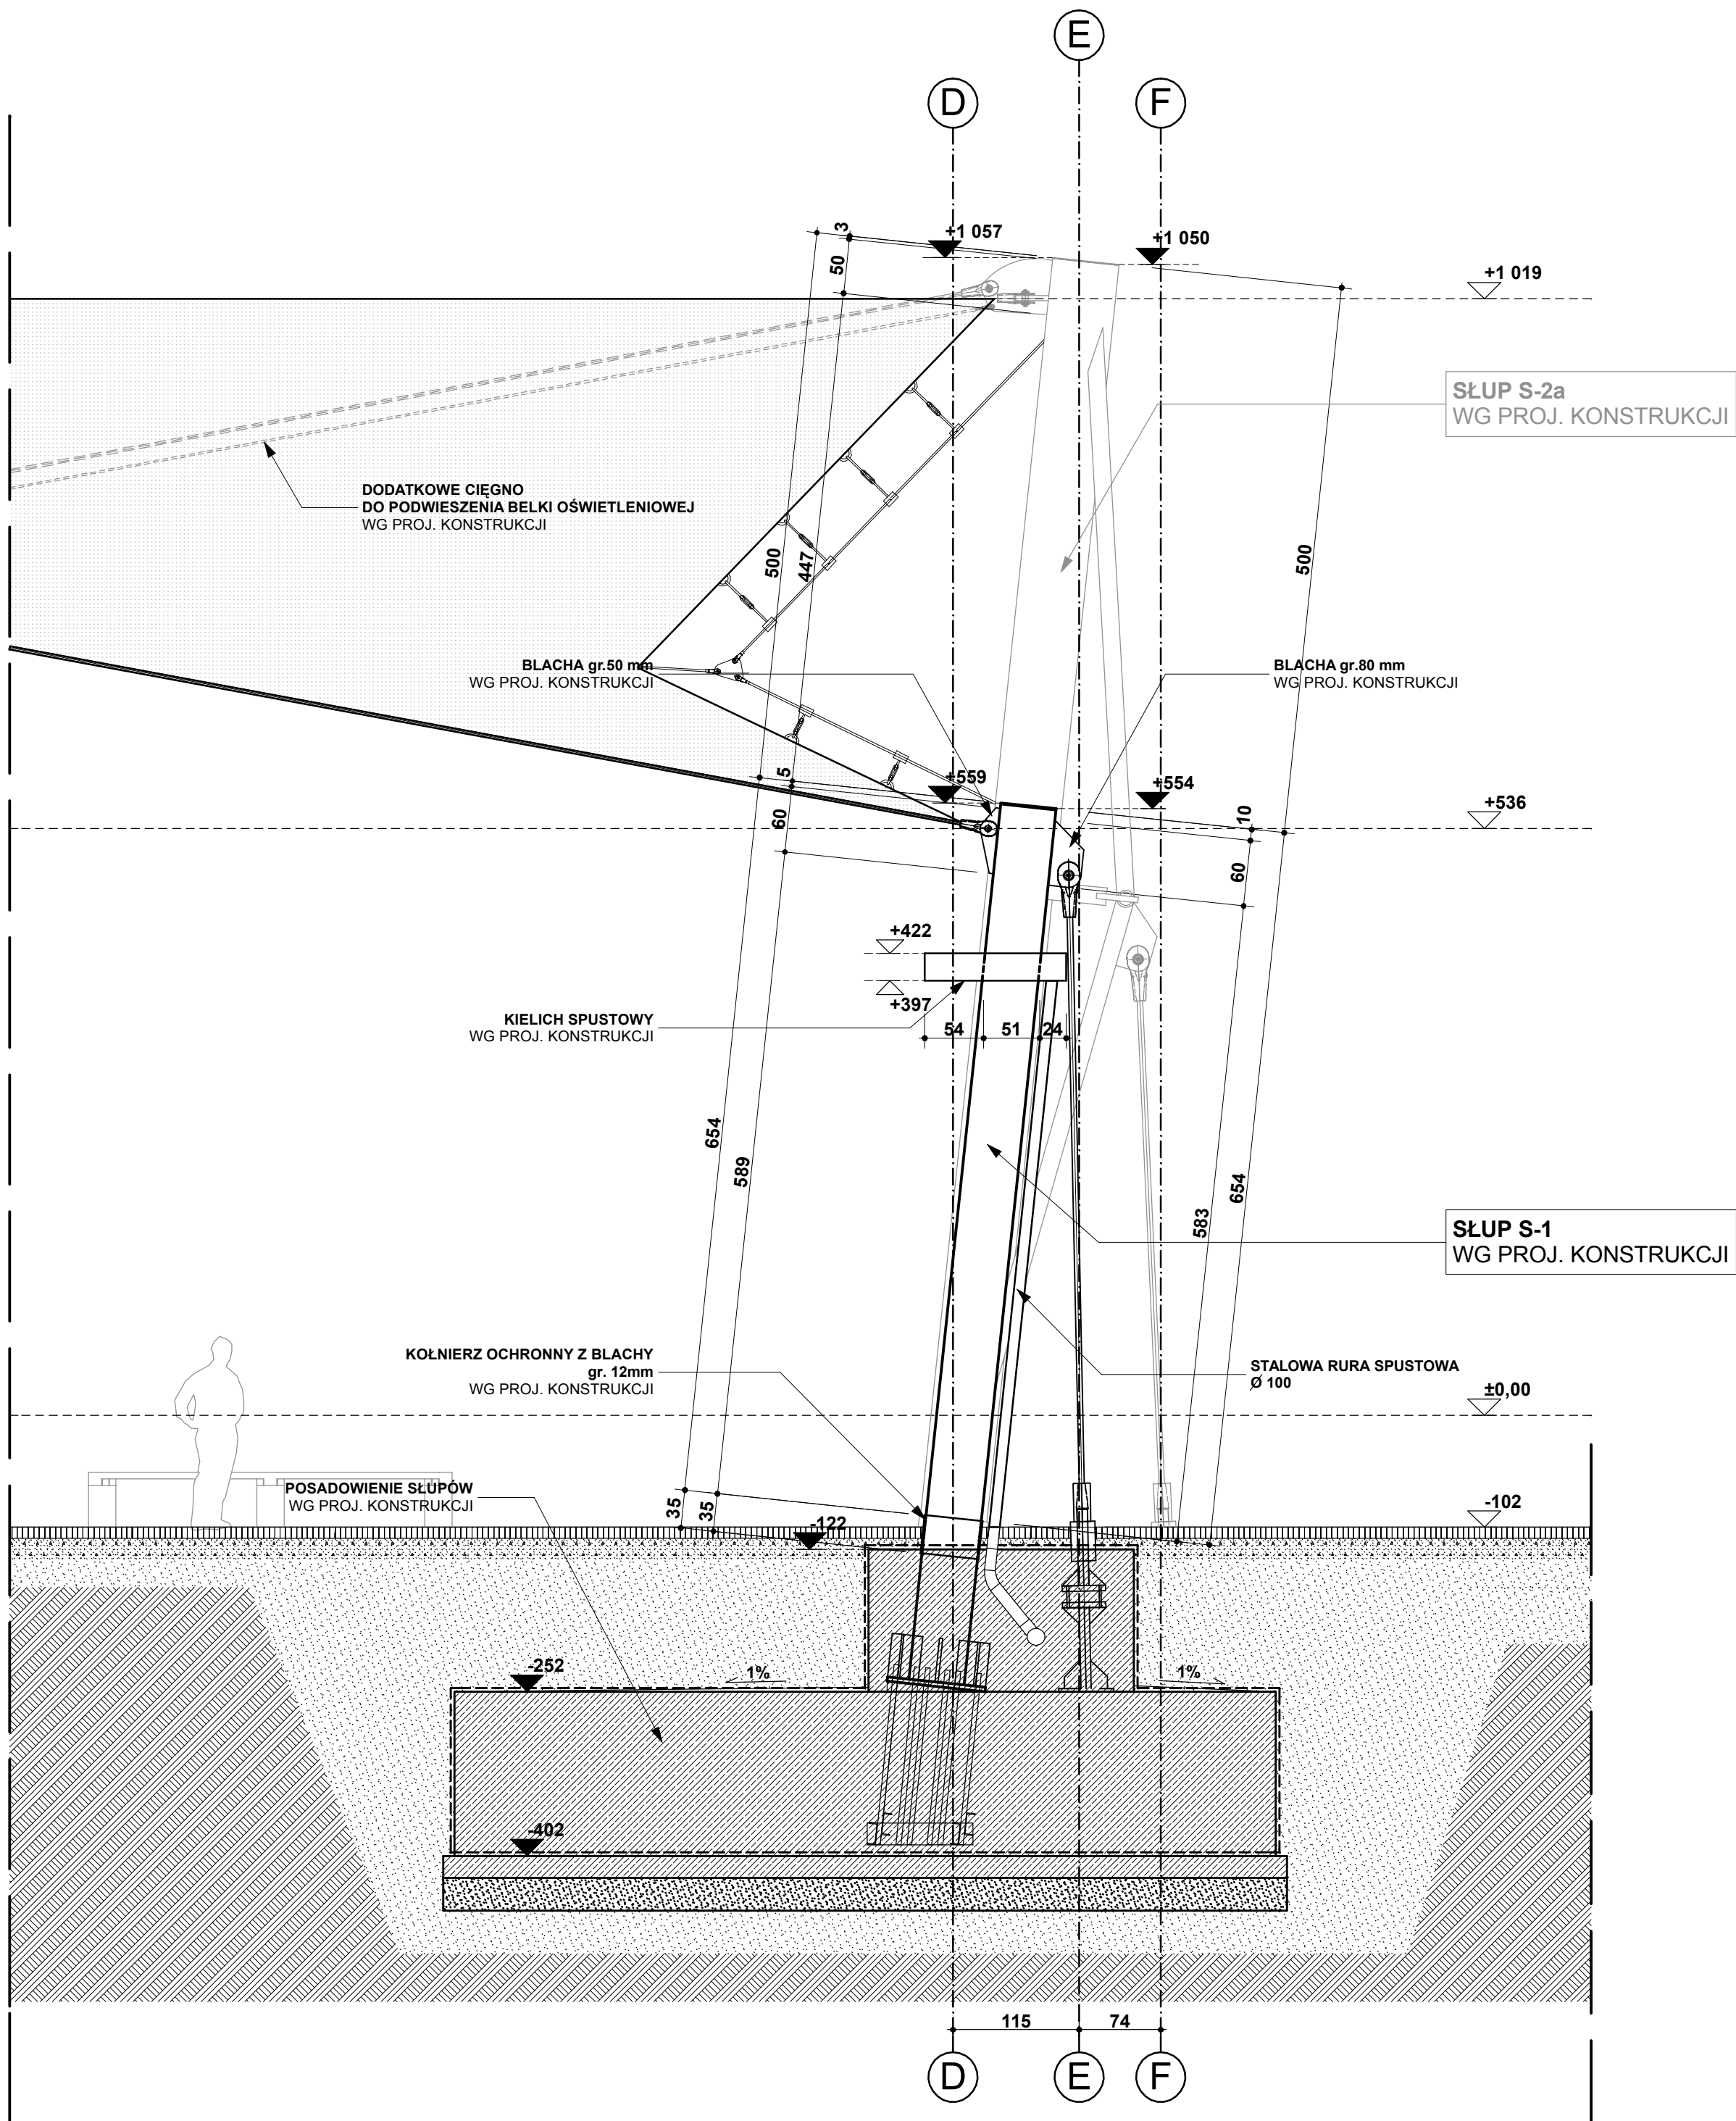 E
D
F
3
50
+1 057
+1 050
+1 019
SŁUP S-2a
WG PROJ. KONSTRUKCJI
DODATKOWE CIĘGNO
DO PODWIESZENIA BELKI OŚWIETLENIOWEJ
WG PROJ. KONSTRUKCJI
500
447
500
BLACHA gr.50 mm
WG PROJ. KONSTRUKCJI
BLACHA gr.80 mm
WG PROJ. KONSTRUKCJI
5
60
+559
+554
+536
10
60
+422
+397
54
51
24
KIELICH SPUSTOWY
WG PROJ. KONSTRUKCJI
654
589
583
654
SŁUP S-1
WG PROJ. KONSTRUKCJI
KOŁNIERZ OCHRONNY Z BLACHY
gr. 12mm
WG PROJ. KONSTRUKCJI
STALOWA RURA SPUSTOWA
Ø 100
±0,00
POSADOWIENIE SŁUPÓW
WG PROJ. KONSTRUKCJI
35
35
-122
-102
-252
1%
1%
-402
115
74
D
E
F